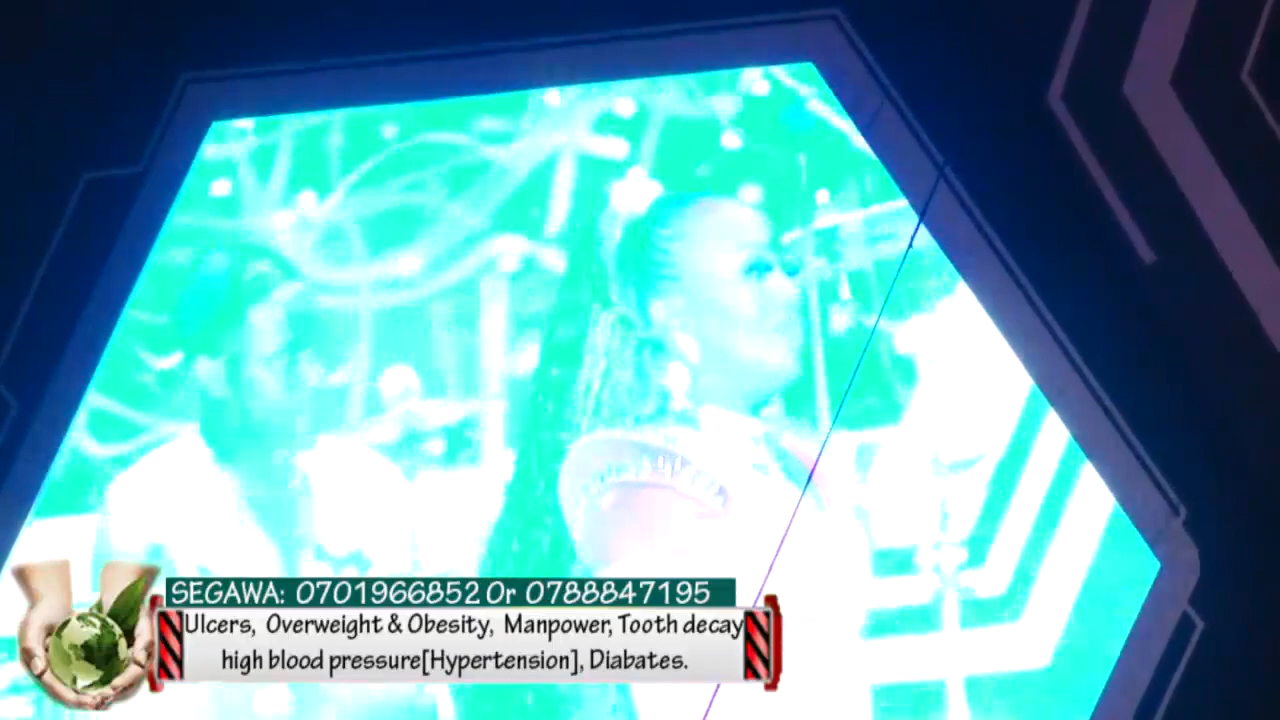 SEGAWA: 0701966852 Or 0788847195
Ulcers, Overweight & Obesity, Manpower, Tooth decay
high blood pressure[Hypertension], Diabates.